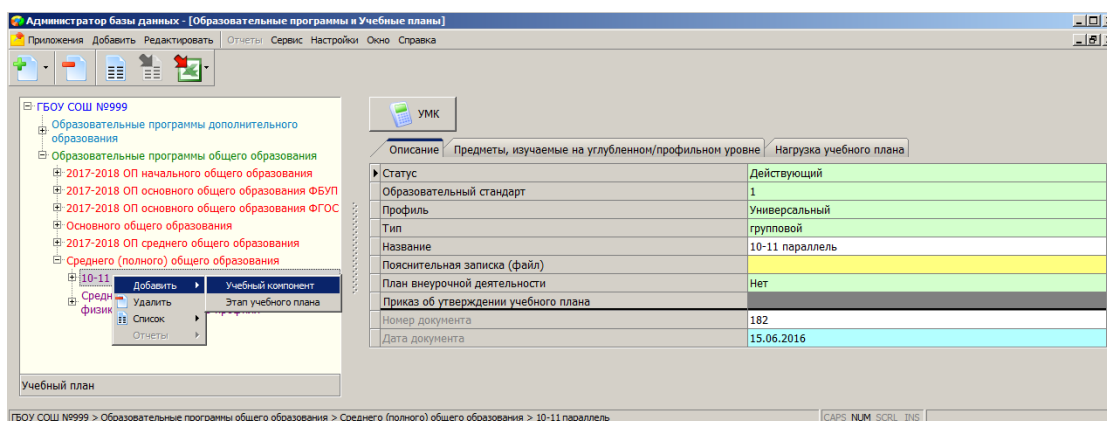 Администратор базы данных - [Образовательные программы и Учебные планы]
Приложения Добавить Редактировать Отчеты Сервис Настройки Окно Справка
ГБОУ СОШ №999
Образовательные программы дополнительного
образования
Образовательные программы общего образования
2017-2018 ОП начального общего образования
2017-2018 ОП основного общего образования ФБУП
2017-2018 ОП основного общего образования ФГОС
Основного общего образования
2017-2018 ОП среднего общего образования
Среднего (полного) общего образования
10-11
Средн
физик
Добавить
Удалить
Список
Отчеты
Учебный компонент
Этап учебного плана
Учебный план
УМК
Описание Предметы, изучаемые на углубленном/профильном уровне Нагрузка учебного плана
Статус Действующий
Образовательный стандарт 1
Профиль Универсальный
Тип групповой
Название 10-11 параллель
Пояснительная записка (файл)
План внеурочной деятельности Нет
Приказ об утверждении учебного плана
Номер документа 182
Дата документа 15.06.2016
ГБОУ СОШ №999 > Образовательные программы общего образования > Среднего (полного) общего образования > 10-11 параллель
CAPS NUM SCRL INS